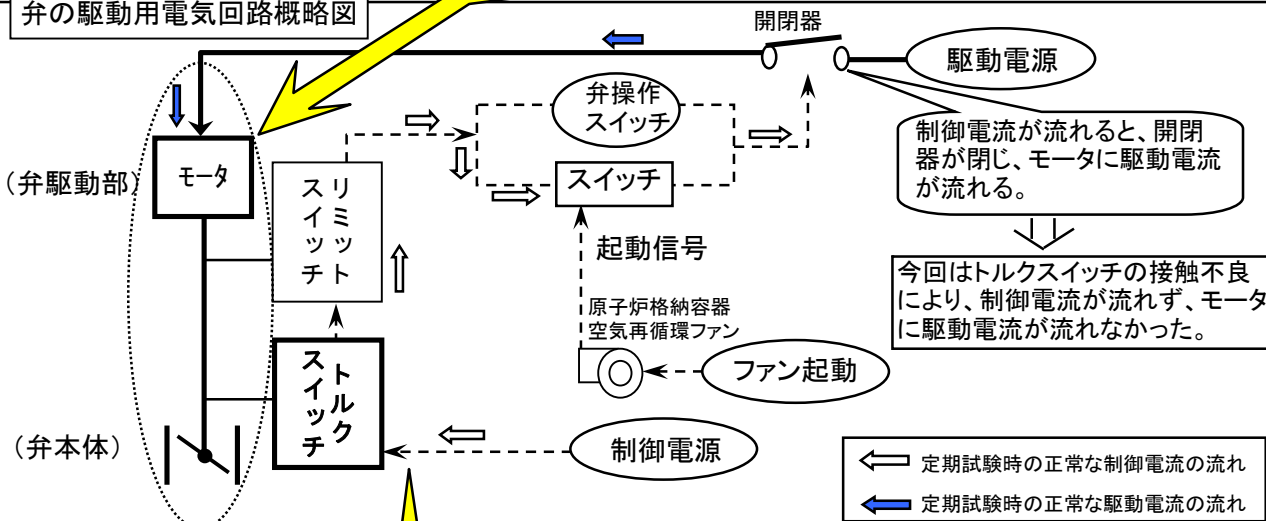 弁の駆動用電気回路概略図
開閉器
駆動電源
弁操作
スイッチ
制御電流が流れると、開閉
器が閉じ、モータに駆動電流
が流れる。
(弁駆動部)
モータ
リミット
スイッチ
スイッチ
起動信号
今回はトルクスイッチの接触不良
により、制御電流が流れず、モータ
に駆動電流が流れなかった。
原子炉格納容器
空気再循環ファン
ファン起動
トルク
スイッチ
(弁本体)
制御電源
定期試験時の正常な制御電流の流れ
定期試験時の正常な駆動電流の流れ